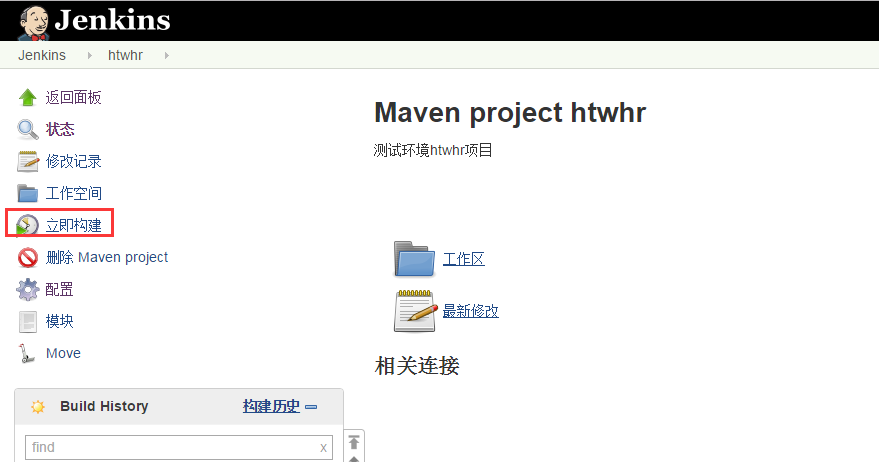 Jenkins
Jenkins htwhr
返回面板
状态
修改记录
工作空间
立即构建
删除 Maven project
配置
模块
Move
Build History 构建历史
find x
Maven project htwhr
测试环境htwhr项目
工作区
最新修改
相关连接